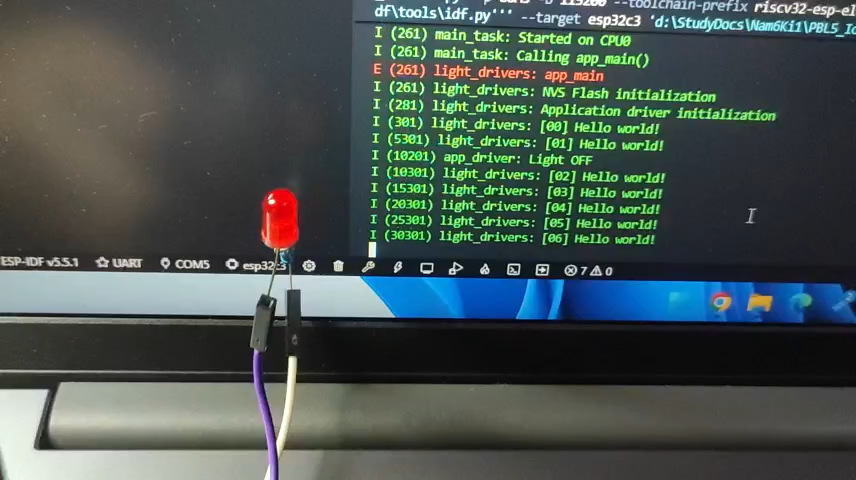 --toolchain-prefix riscv32-esp-el
df\tools\idf.py''' --target esp32c3 'd:\StudyDocs\Nam6Ki1\PBL5_
I (261) main_task: Started on CPU0
I (261) main_task: Calling app_main()
E (261) light_drivers: app_main
I (261) light_drivers: NVS Flash initialization
I (281) light_drivers: Application driver initialization
I (301) light_drivers: [00] Hello world!
I (5301) light_drivers: [01] Hello world!
I (10201) app_driver: Light OFF
I (10301) light_drivers: [02] Hello world!
I (15301) light_drivers: [03] Hello world!
I (20301) light_drivers: [04] Hello world!
I (25301) light_drivers: [05] Hello world!
I (30301) light_drivers: [06] Hello world!
ESP-IDF v5.5.1 UART COM5 esp32c3 7 0